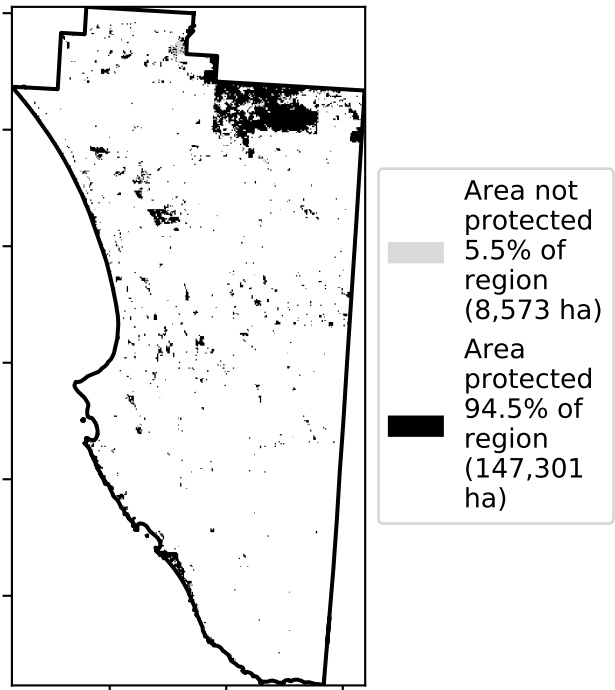 Area not
protected
5.5% of
region
(8,573 ha)
Area
protected
94.5% of
region
(147,301
ha)